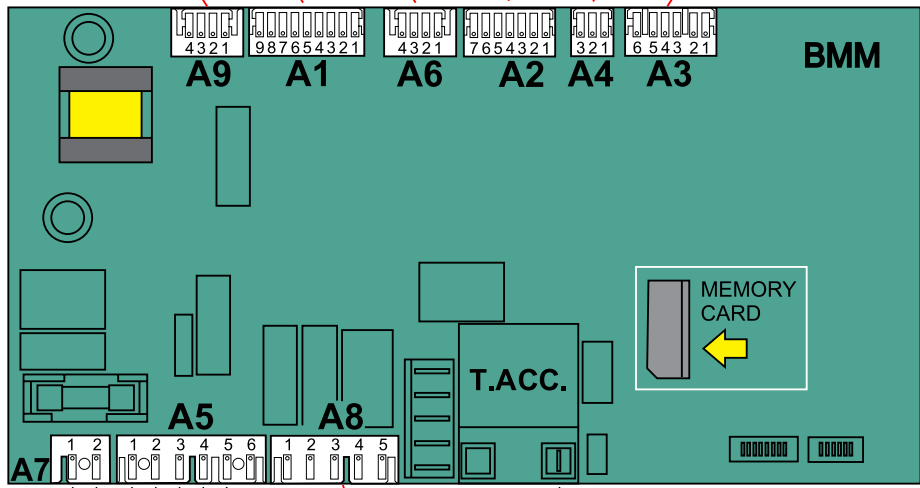 4321
987654321
4321
7654321
321
6 543 21
A9
A1
A6
A2
A4
A3
BMM
MEMORY
CARD
T.ACC.
A5
A8
A7
1 2
1 2 3 4 5 6
1 2 3 4 5